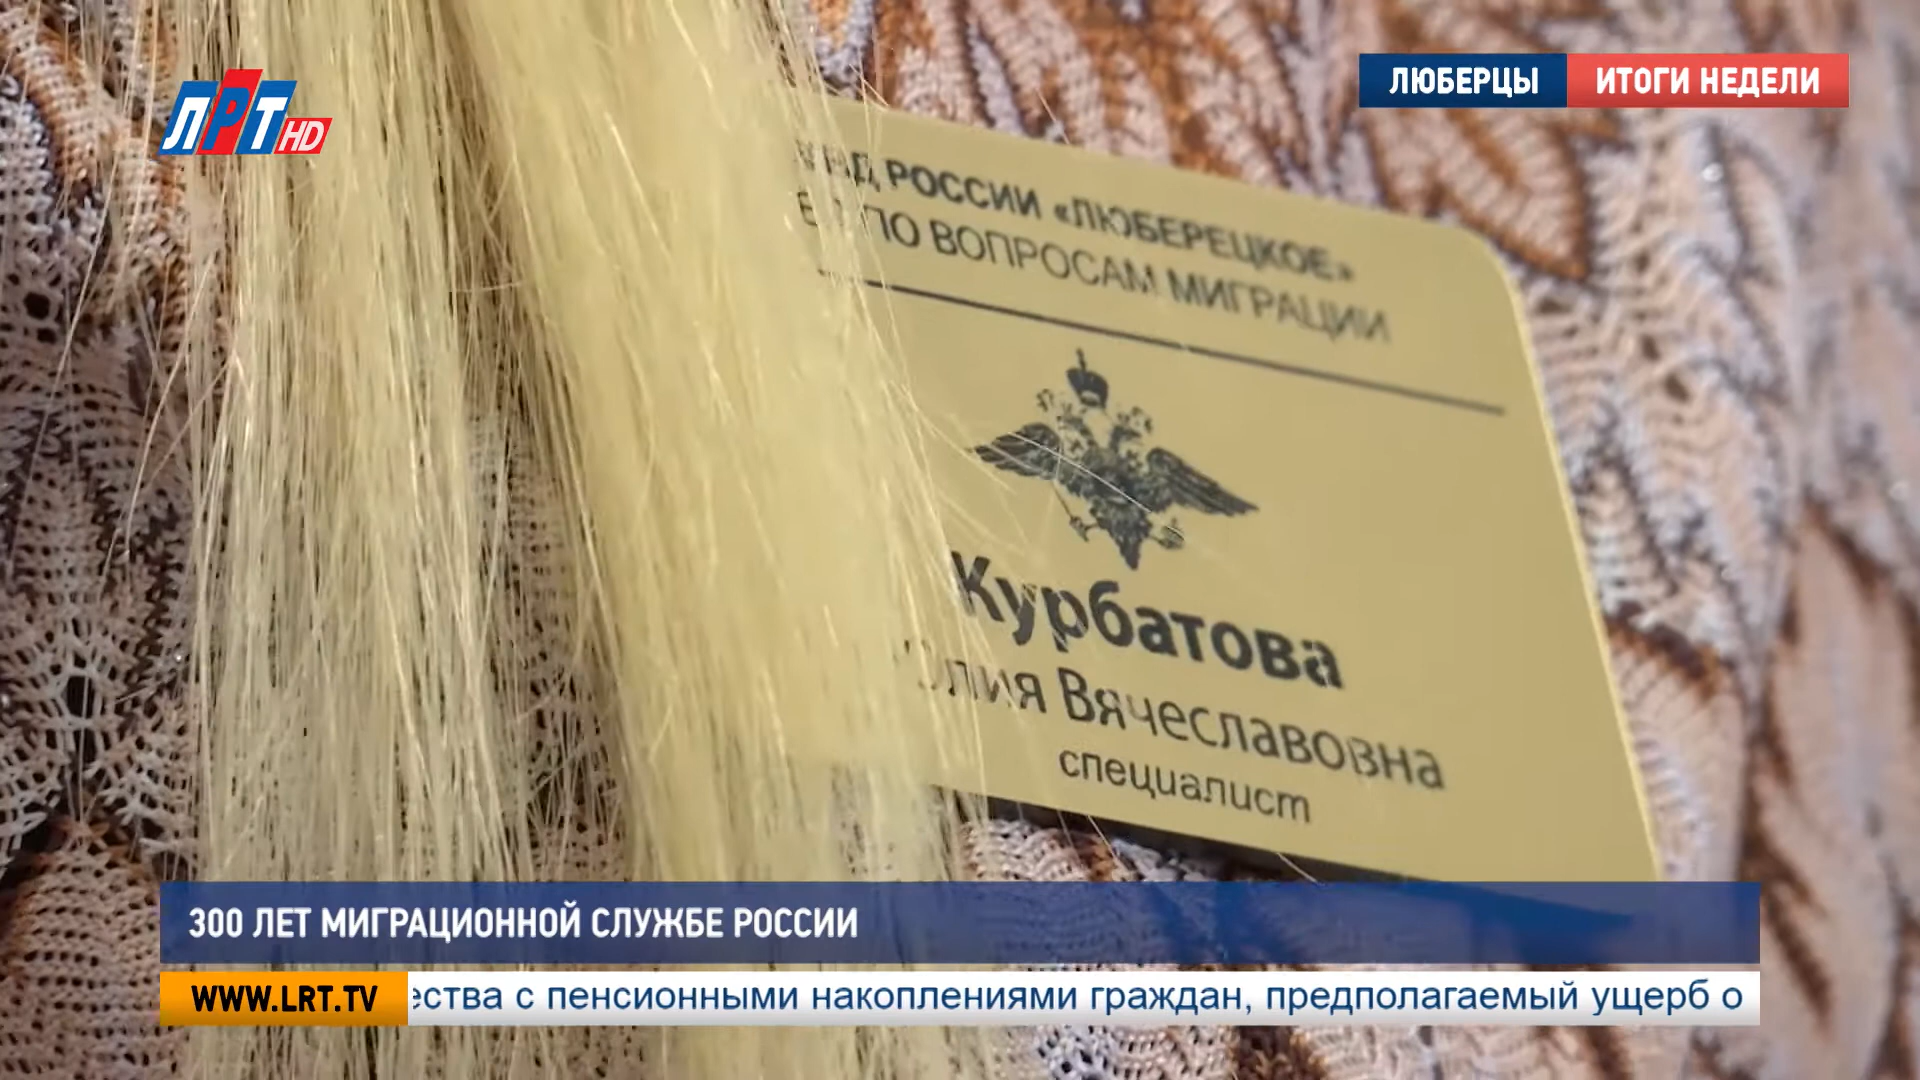 ЛРТ HD
ЛЮБЕРЦЫ ИТОГИ НЕДЕЛИ
РОССИИ «ЛЮБЕРЕЦКОЕ»
ПО ВОПРОСАМ МИГРАЦИИ
Курбатова
Вячеславовна
специалист
300 ЛЕТ МИГРАЦИОННОЙ СЛУЖБЕ РОССИИ
WWW.LRT.TV ества с пенсионными накоплениями граждан, предполагаемый ущерб о